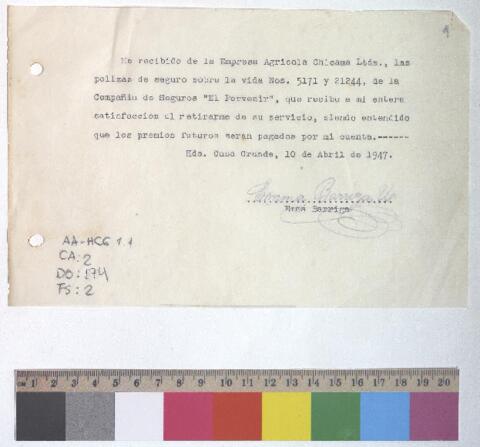 He recibido de la Empresa Agricola Chicama Ltda., las
polizas de seguro sobre la vida Nos. 5171 y 21244, de la
Compañia de Seguros "El Porvenir", que recibo a mi entera
satisfaccion al retirarme de su servicio, siendo entendido
que los premios futuros seran pagados por mi cuenta.------
Hda. Casa Grande, 10 de Abril de 1947.
Barriga
AA-HCG 1.1
CA: 2
DO: 174
FS: 2
CM 1 2 3 4 5 6 7 8 9 10 11 12 13 14 15 16 17 18 19 20